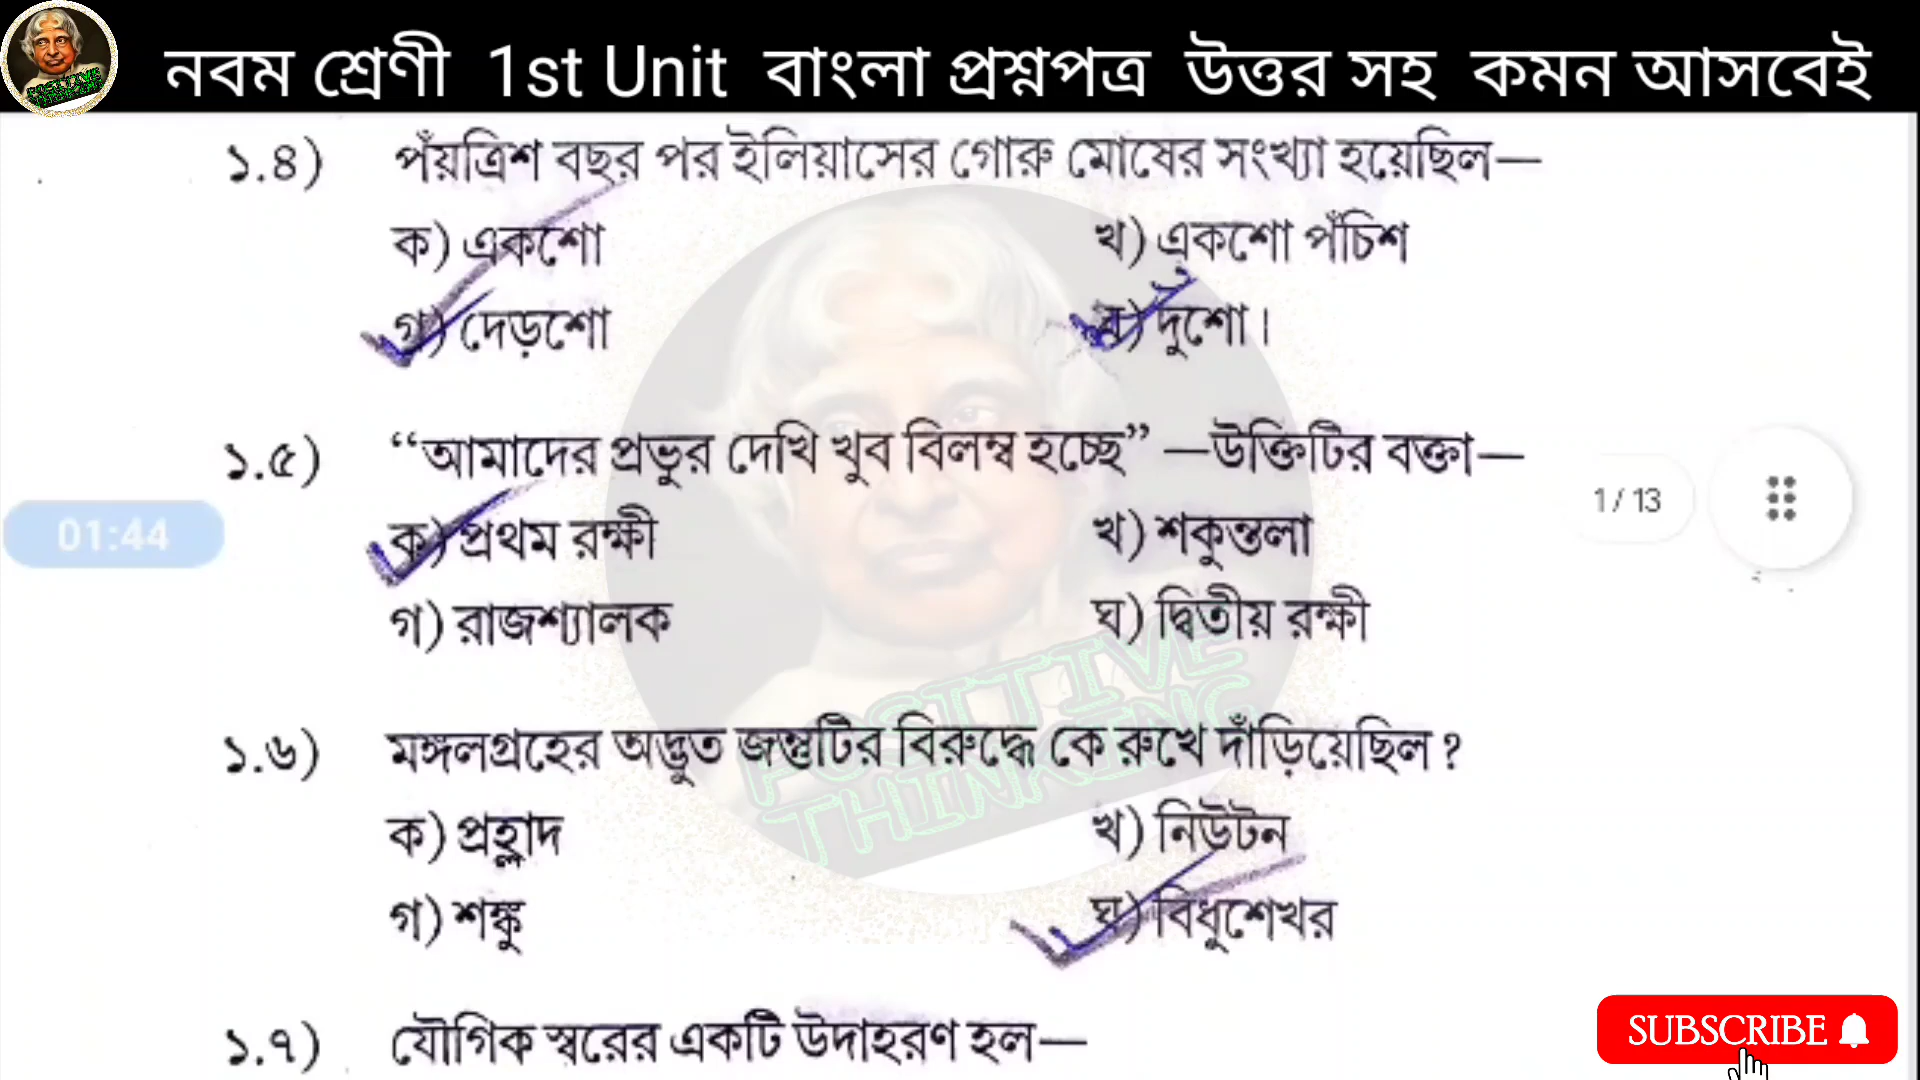 নবম শ্রেণী 1st Unit বাংলা প্রশ্নপত্র উত্তর সহ কমন আসবেই
১.৪) পঁয়ত্রিশ বছর পর ইলিয়াসের গোরু মোষের সংখ্যা হয়েছিল—
ক) একশো খ) একশো পঁচিশ
গ) দেড়শো ঘ) দুশো।
১.৫) “আমাদের প্রভুর দেখি খুব বিলম্ব হচ্ছে” —উক্তিটির বক্তা—
ক) প্রথম রক্ষী খ) শকুন্তলা
01:44
1 / 13
গ) রাজশ্যালক ঘ) দ্বিতীয় রক্ষী
POSITIVE
THINKING
১.৬) মঙ্গলগ্রহের অদ্ভুত জন্তুটির বিরুদ্ধে কে রুখে দাঁড়িয়েছিল?
ক) প্রহ্লাদ খ) নিউটন
গ) শঙ্কু ঘ) বিধুশেখর
১.৭) যৌগিক স্বরের একটি উদাহরণ হল—
SUBSCRIBE